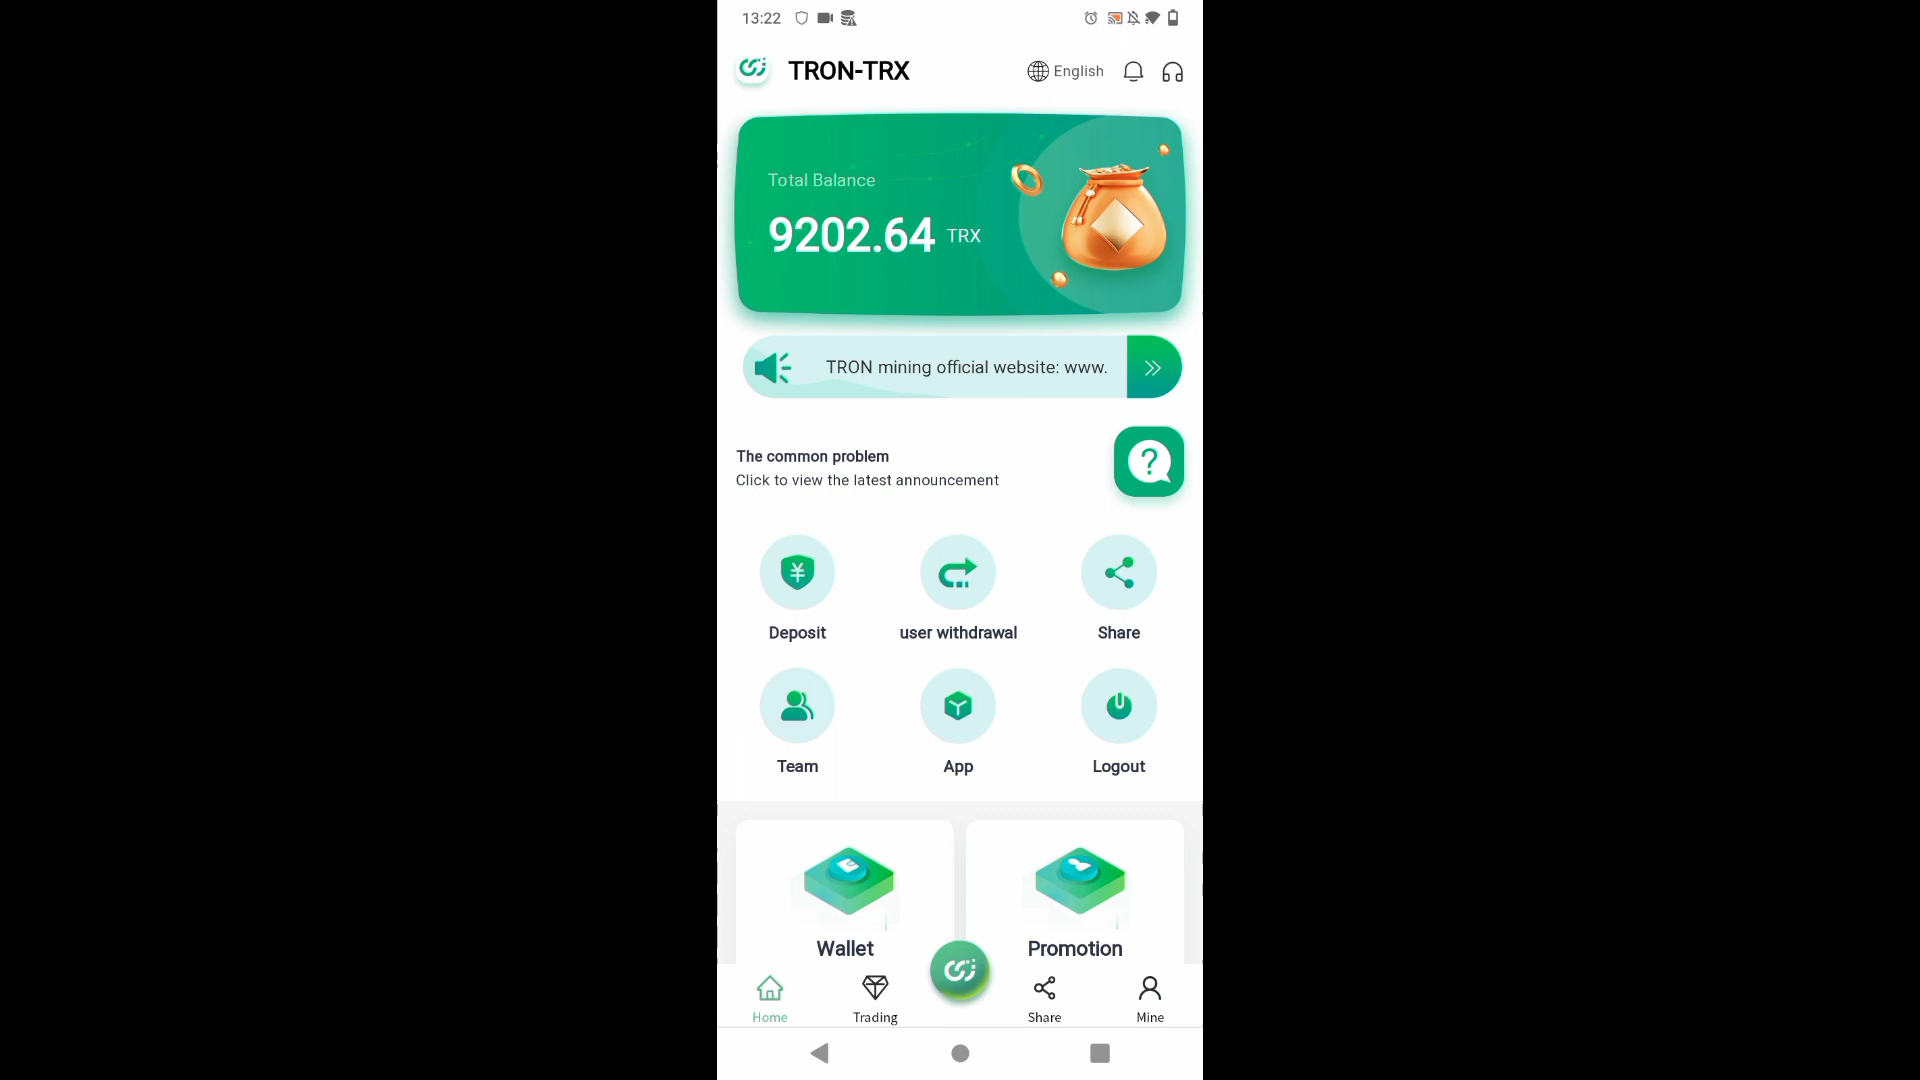 13:22
TRON-TRX
English
Total Balance
9202.64 TRX
TRON mining official website: www.
The common problem
Click to view the latest announcement
Deposit
user withdrawal
Share
Team
App
Logout
Wallet
Promotion
Home
Trading
Share
Mine